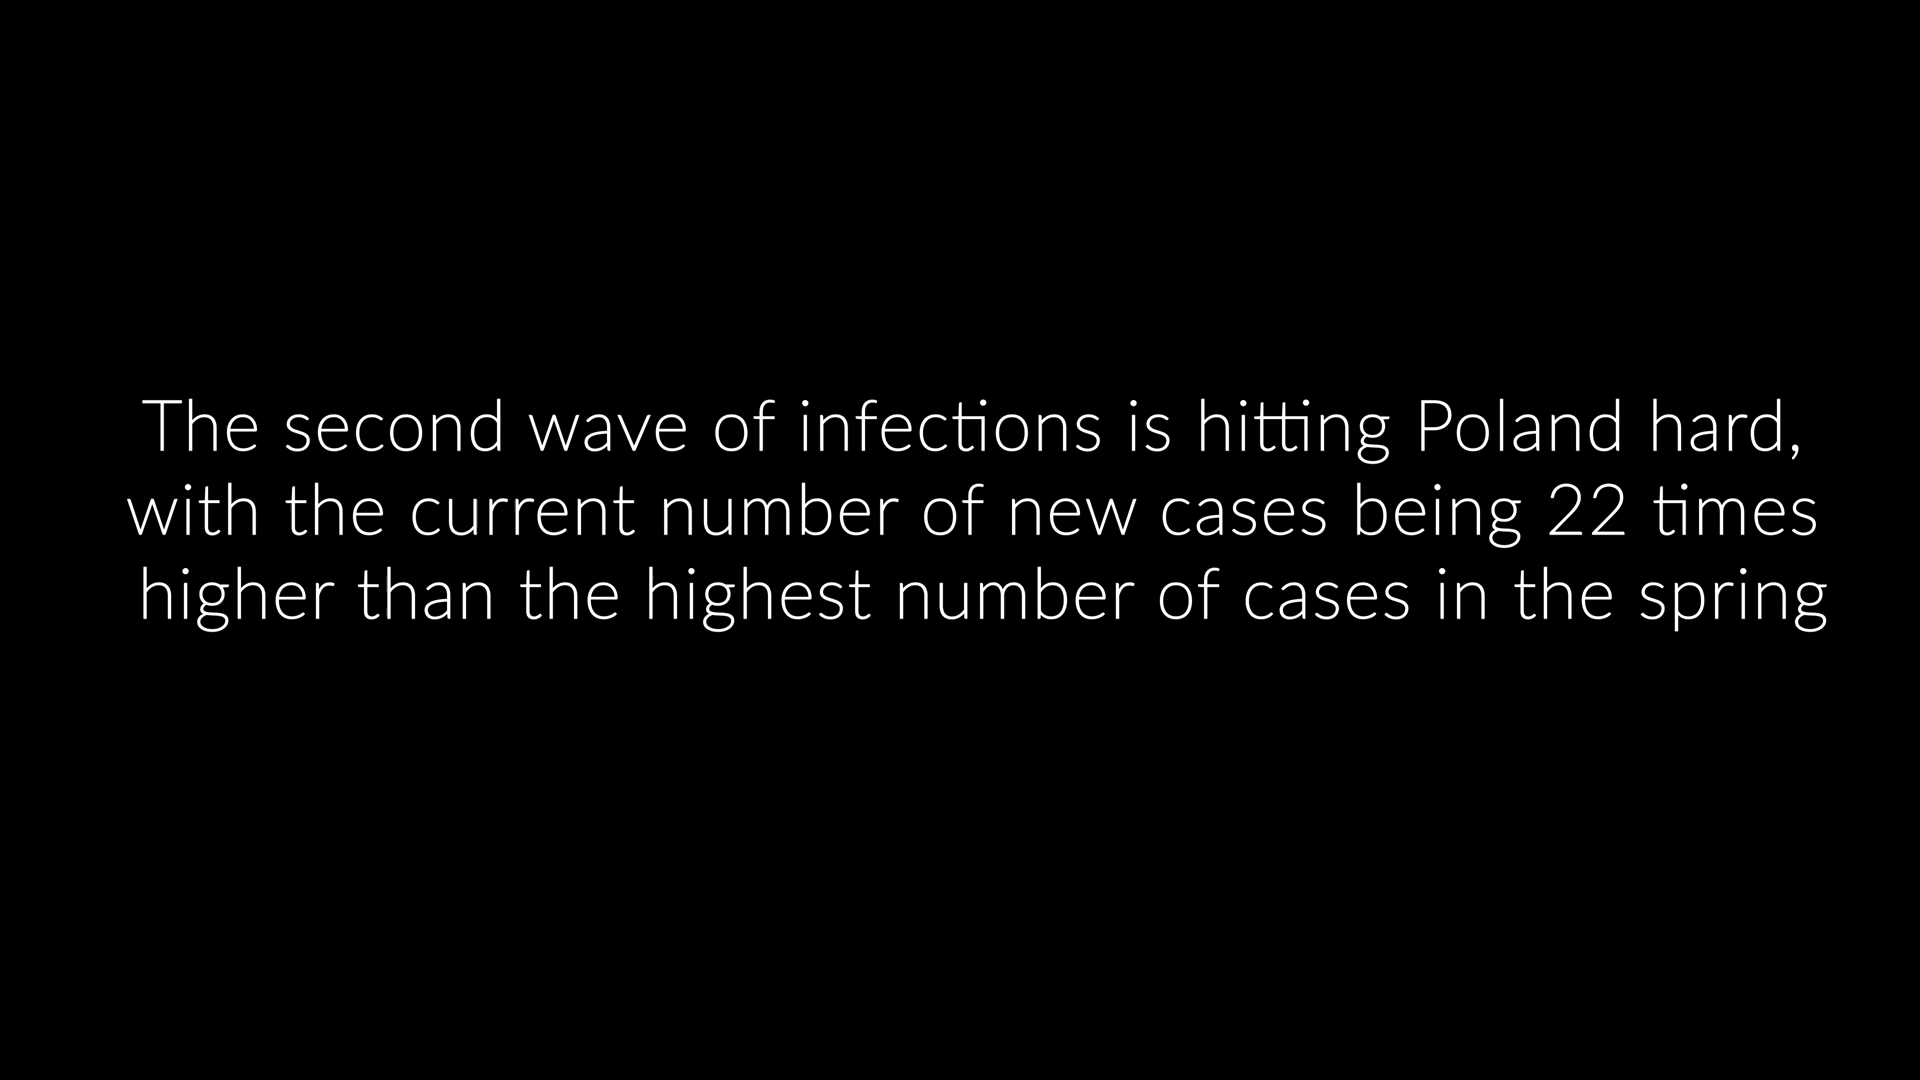 The second wave of infections is hitting Poland hard,
with the current number of new cases being 22 times
higher than the highest number of cases in the spring